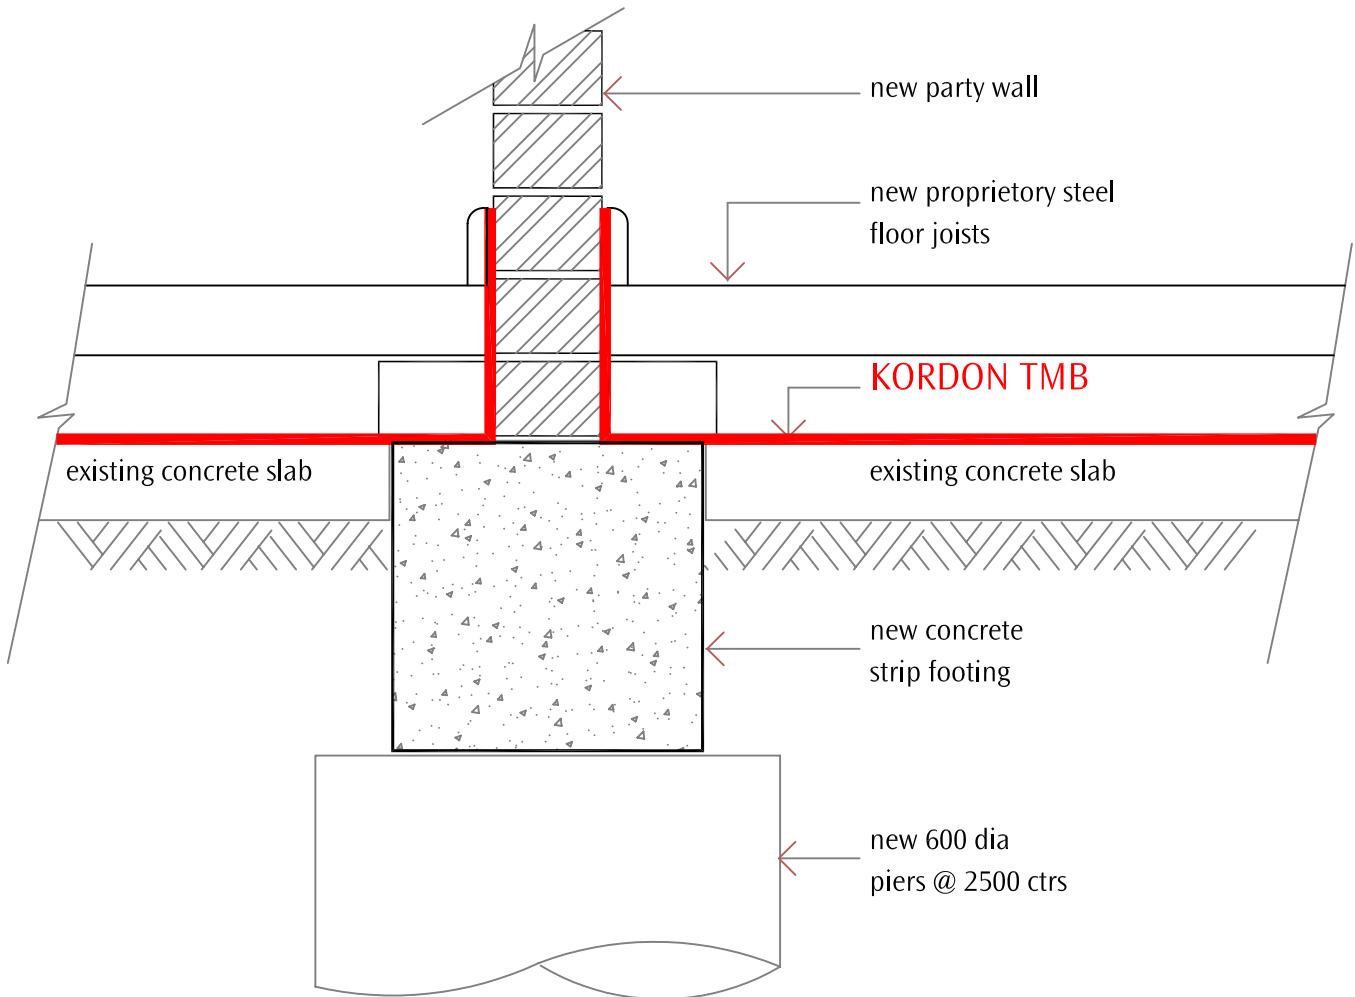 new party wall
new proprietory steel
floor joists
KORDON TMB
existing concrete slab
existing concrete slab
new concrete
strip footing
new 600 dia
piers @ 2500 ctrs